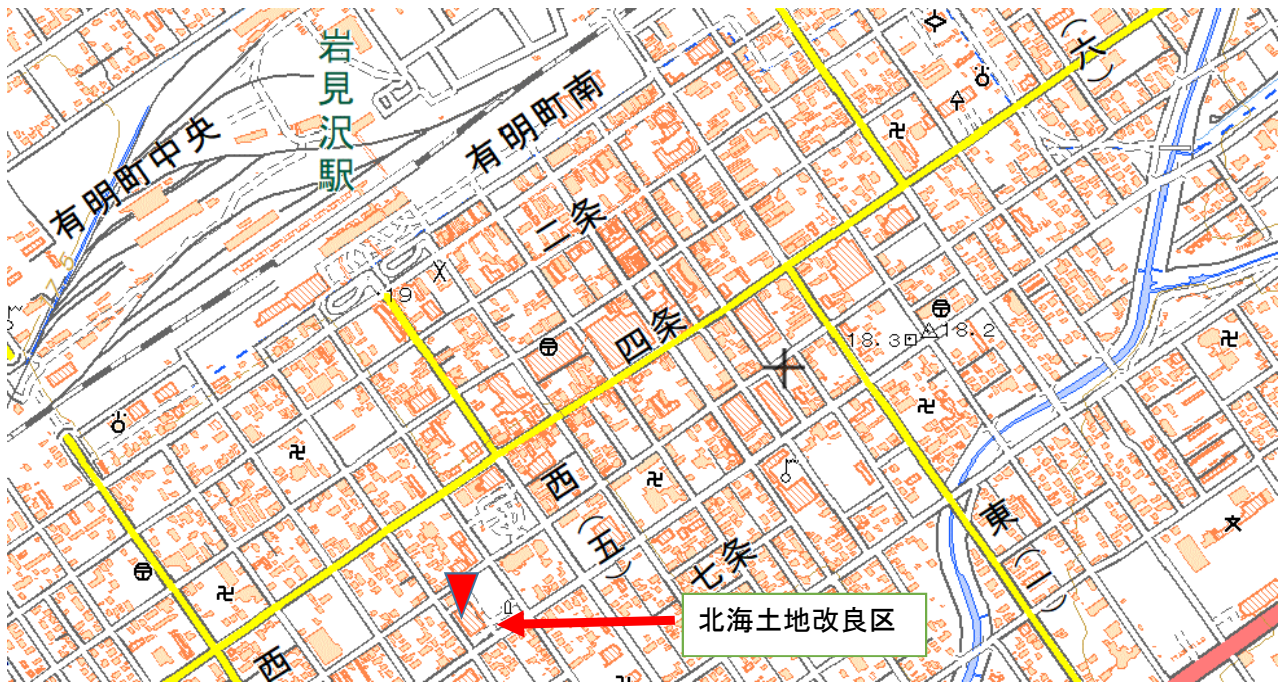 岩見沢駅
有明町中央
有明町南
(六)
二条
19
四条
18.3
18.2
西
(五)
七条
東
(一)
西
北海土地改良区